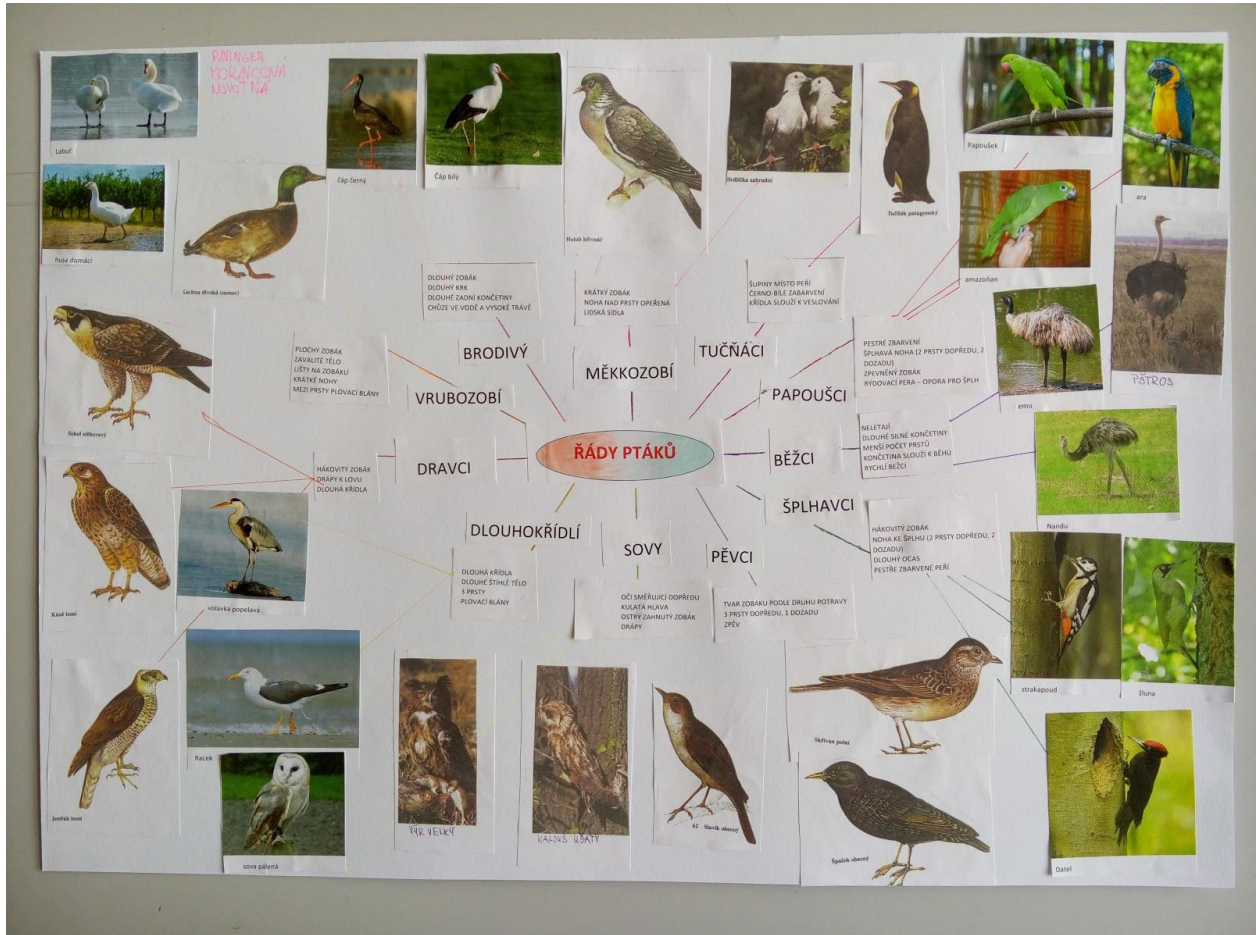 PAVINGER
MORAVCOVÁ
NOVOTNÁ
Labuť
husa domácí
kachna divoká (samec)
Čáp černý
Čáp bílý
Holub hřivnáč
Hrdlička zahradní
Tučňák patagonský
Papoušek
ara
amazoňan
emu
PŠTROS
DLOUHÝ ZOBÁK
DLOUHÝ KRK
DLOUHÉ ZADNÍ KONČETINY
CHŮZE VE VODĚ A VYSOKÉ TRÁVĚ
KRÁTKÝ ZOBÁK
NOHA NAD PRSTY OPEŘENÁ
LIDSKÁ SÍDLA
ŠUPINY MÍSTO PEŘÍ
ČERNO-BÍLE ZABARVENÍ
KŘÍDLA SLOUŽÍ K VESLOVÁNÍ
PLOCHÝ ZOBÁK
ZAVALITÉ TĚLO
LIŠTY NA ZOBÁKU
KRÁTKÉ NOHY
MEZI PRSTY PLOVACÍ BLÁNY
PESTRÉ ZBARVENÍ
ŠPLHAVÁ NOHA (2 PRSTY DOPŘEDU, 2
DOZADU)
ZPEVNĚNÝ ZOBÁK
RÝDOVACÍ PERA – OPORA PRO ŠPLH
BRODIVÝ
MĚKKOZOBÍ
TUČŇÁCI
VRUBOZOBÍ
PAPOUŠCI
ŘÁDY PTÁKŮ
DRAVCI
BĚŽCI
NELÉTAJÍ
DLOUHÉ SILNÉ KONČETINY
MENŠÍ POČET PRSTŮ
KONČETINA SLOUŽÍ K BĚHU
RYCHLÍ BEŽCI
HÁKOVITÝ ZOBÁK
DRÁPY K LOVU
DLOUHÁ KŘÍDLA
ŠPLHAVCI
DLOUHOKŘÍDLÍ
SOVY
PĚVCI
HÁKOVITÝ ZOBÁK
NOHA KE ŠPLHU (2 PRSTY DOPŘEDU, 2
DOZADU)
DLOUHÝ OCAS
PESTŘE ZBARVENÉ PEŘÍ
DLOUHÁ KŘÍDLA
DLOUHÉ ŠTÍHLÉ TĚLO
3 PRSTY
PLOVACÍ BLÁNY
OČI SMĚŘUJÍCÍ DOPŘEDU
KULATÁ HLAVA
OSTRÝ ZAHNUTÝ ZOBÁK
DRÁPY
TVAR ZOBÁKU PODLE DRUHU POTRAVY
3 PRSTY DOPŘEDU, 1 DOZADU
ZPĚV
Sokol stěhovavý
Káně lesní
volavka popelavá
Jestřáb lesní
Racek
sova pálená
VÝR VELKÝ
KALOUS UŠATÝ
62 Slavík obecný
Skřivan polní
Špaček obecný
Nandu
strakapoud
žluna
Datel